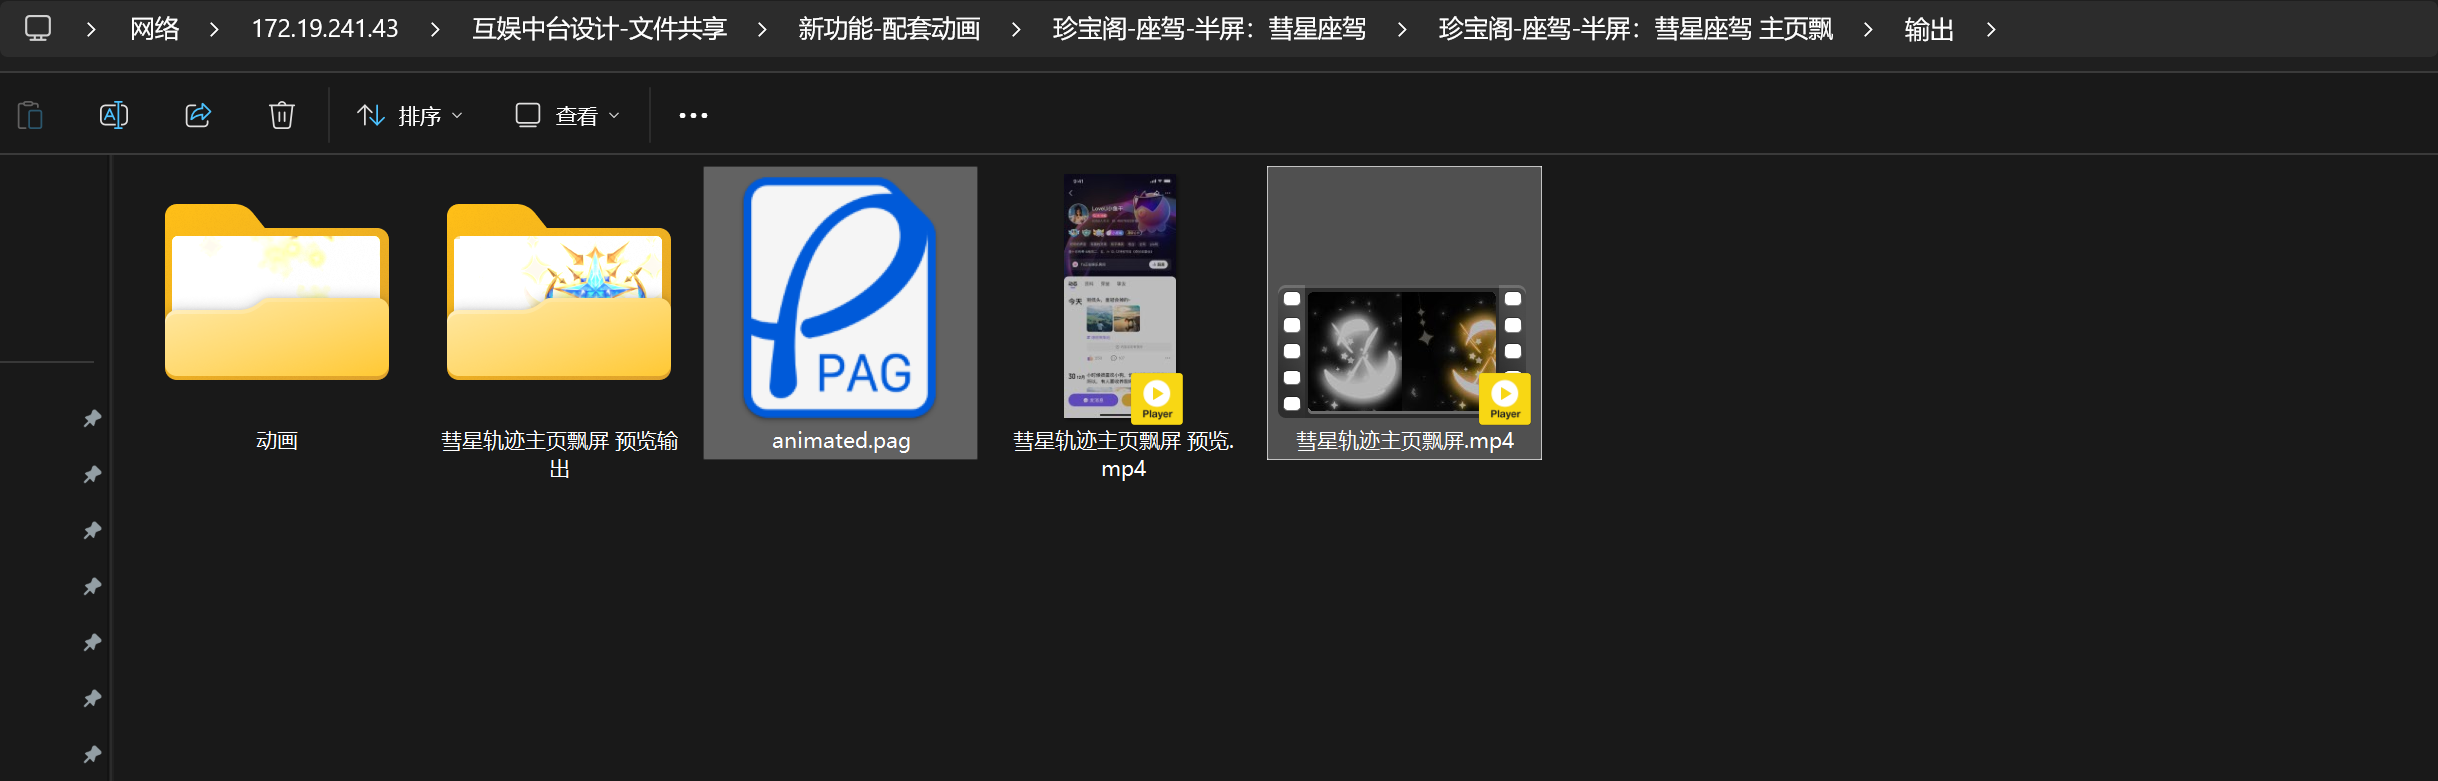 网络
172.19.241.43
互娱中台设计-文件共享
新功能-配套动画
珍宝阁-座驾-半屏：彗星座驾
珍宝阁-座驾-半屏：彗星座驾 主页飘
输出
排序
查看
动画
彗星轨迹主页飘屏 预览输
出
PAG
animated.pag
今天
Player
彗星轨迹主页飘屏 预览.
mp4
Player
彗星轨迹主页飘屏.mp4